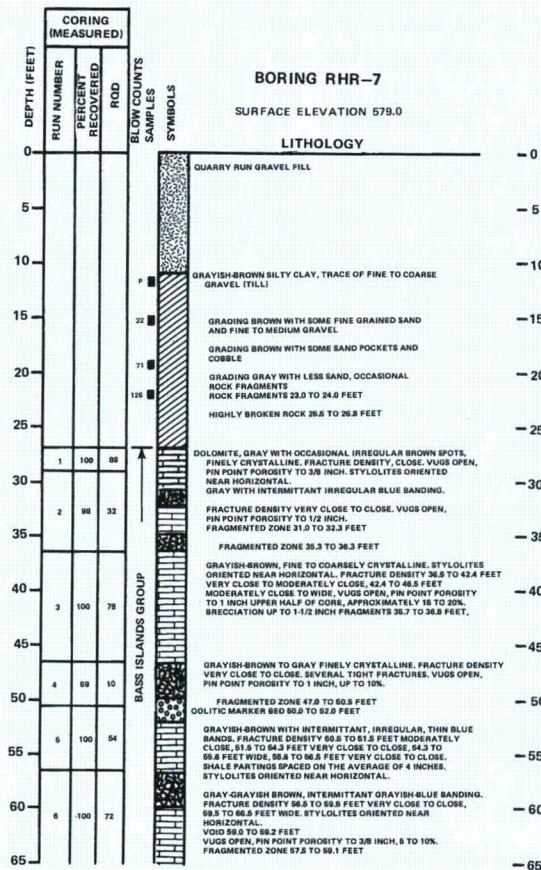 CORING
(MEASURED)
DEPTH (FEET)
RUN NUMBER
PERCENT
RECOVERED
RQD
BLOW COUNTS
SAMPLES
SYMBOLS
BORING RHR-7
SURFACE ELEVATION 579.0
LITHOLOGY
0
0
QUARRY RUN GRAVEL FILL
5
5
10
10
P
GRAYISH-BROWN SILTY CLAY, TRACE OF FINE TO COARSE
GRAVEL (TILL)
15
22
GRADING BROWN WITH SOME FINE GRAINED SAND
15
AND FINE TO MEDIUM GRAVEL
GRADING BROWN WITH SOME SAND POCKETS AND
COBBLE
20
71
20
GRADING GRAY WITH LESS SAND, OCCASIONAL
ROCK FRAGMENTS
126
ROCK FRAGMENTS 23.0 TO 24.0 FEET
HIGHLY BROKEN ROCK 25.5 TO 26.8 FEET
25
25
1 100 88
DOLOMITE, GRAY WITH OCCASIONAL IRREGULAR BROWN SPOTS,
FINELY CRYSTALLINE. FRACTURE DENSITY, CLOSE. VUGS OPEN,
PIN POINT POROSITY TO 3/8 INCH. STYLOLITES ORIENTED
NEAR HORIZONTAL.
30
30
GRAY WITH INTERMITTANT IRREGULAR BLUE BANDING.
2 98 32
FRACTURE DENSITY VERY CLOSE TO CLOSE. VUGS OPEN,
PIN POINT POROSITY TO 1/2 INCH.
FRAGMENTED ZONE 31.0 TO 32.3 FEET
35
35
FRAGMENTED ZONE 35.3 TO 36.3 FEET
BASS ISLANDS GROUP
GRAYISH-BROWN, FINE TO COARSELY CRYSTALLINE. STYLOLITES
ORIENTED NEAR HORIZONTAL. FRACTURE DENSITY 36.5 TO 42.4 FEET
VERY CLOSE TO MODERATELY CLOSE, 42.4 TO 46.5 FEET
40
40
MODERATELY CLOSE TO WIDE, VUGS OPEN, PIN POINT POROSITY
3 100 78
TO 1 INCH UPPER HALF OF CORE, APPROXIMATELY 15 TO 20%.
BRECCIATION UP TO 1-1/2 INCH FRAGMENTS 36.7 TO 36.8 FEET,
45
45
4 69 10
GRAYISH-BROWN TO GRAY FINELY CRYSTALLINE. FRACTURE DENSITY
VERY CLOSE TO CLOSE. SEVERAL TIGHT FRACTURES. VUGS OPEN,
PIN POINT POROSITY TO 1 INCH, UP TO 10%.
50
50
FRAGMENTED ZONE 47.0 TO 50.5 FEET
OOLITIC MARKER BED 50.0 TO 52.0 FEET
5 100 54
GRAYISH-BROWN WITH INTERMITTANT, IRREGULAR, THIN BLUE
BANDS. FRACTURE DENSITY 50.5 TO 51.5 FEET MODERATELY
CLOSE, 51.5 TO 54.3 FEET VERY CLOSE TO CLOSE, 54.3 TO
55
55
55.6 FEET WIDE, 55.6 TO 56.5 FEET VERY CLOSE TO CLOSE.
SHALE PARTINGS SPACED ON THE AVERAGE OF 4 INCHES.
STYLOLITES ORIENTED NEAR HORIZONTAL.
GRAY-GRAYISH BROWN, INTERMITTANT GRAYISH-BLUE BANDING.
FRACTURE DENSITY 56.5 TO 59.5 FEET VERY CLOSE TO CLOSE,
60
60
59.5 TO 66.5 FEET WIDE. STYLOLITES ORIENTED NEAR
HORIZONTAL.
6 100 72
VOID 59.0 TO 59.2 FEET
VUGS OPEN, PIN POINT POROSITY TO 3/8 INCH, 5 TO 10%.
FRAGMENTED ZONE 57.5 TO 59.1 FEET
65
65